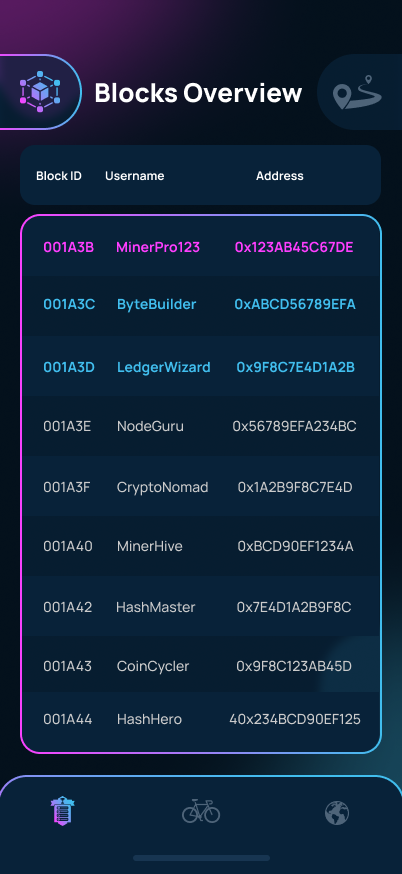 Blocks Overview
Block ID Username Address
001A3B MinerPro123 0x123AB45C67DE
001A3C ByteBuilder 0xABCD56789EFA
001A3D LedgerWizard 0x9F8C7E4D1A2B
001A3E NodeGuru 0x56789EFA234BC
001A3F CryptoNomad 0x1A2B9F8C7E4D
001A40 MinerHive 0xBCD90EF1234A
001A42 HashMaster 0x7E4D1A2B9F8C
001A43 CoinCycler 0x9F8C123AB45D
001A44 HashHero 40x234BCD90EF125